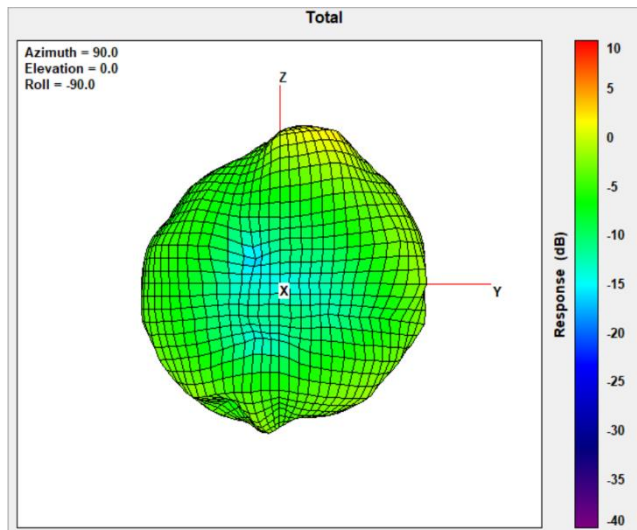 Total
Azimuth = 90.0
Elevation = 0.0
Roll = -90.0
Z
X
Y
Response (dB)
10
5
0
-5
-10
-15
-20
-25
-30
-35
-40